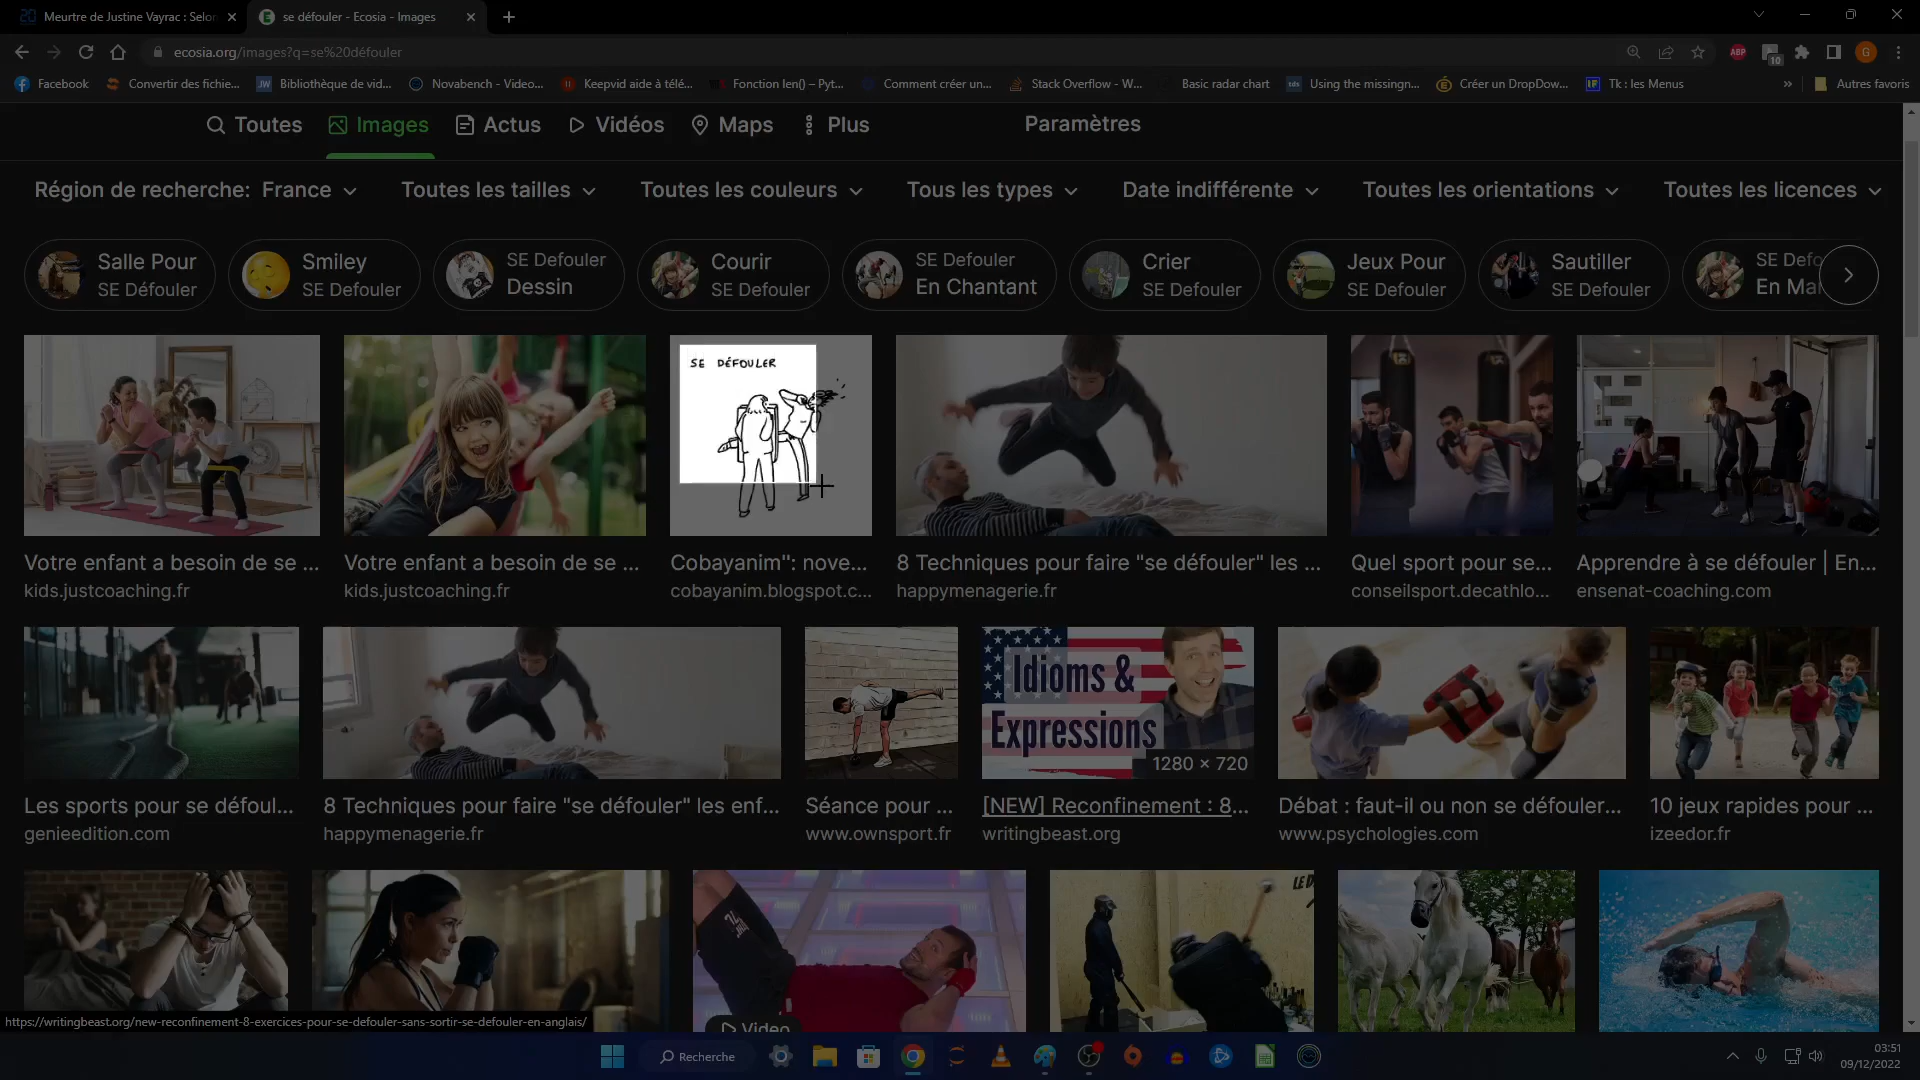 Meurtre de Justine Vayrac : Selon
se défouler - Ecosia - Images
ecosia.org/images?q=se%20défouler
ABP
10
G
Facebook
Convertir des fichie...
JW Bibliothèque de vid...
Novabench - Video...
Keepvid aide à télé...
Fonction len() – Pyt...
Comment créer un...
Stack Overflow - W...
Basic radar chart
tds Using the missingn...
Créer un DropDow...
Tk : les Menus
»
Autres favoris
Toutes Images Actus Vidéos Maps Plus Paramètres
Région de recherche: France Toutes les tailles Toutes les couleurs Tous les types Date indifférente Toutes les orientations Toutes les licences
Salle Pour
SE Défouler
Smiley
SE Defouler
SE Defouler
Dessin
Courir
SE Defouler
SE Defouler
En Chantant
Crier
SE Defouler
Jeux Pour
SE Defouler
Sautiller
SE Defouler
SE Defo
En Mai
SE DÉFOULER
Votre enfant a besoin de se ...
kids.justcoaching.fr
Votre enfant a besoin de se ...
kids.justcoaching.fr
Cobayanim": nove...
cobayanim.blogspot.c...
8 Techniques pour faire "se défouler" les ...
happymenagerie.fr
Quel sport pour se...
conseilsport.decathlo...
Apprendre à se défouler | En...
ensenat-coaching.com
Idioms &
Expressions
1280 × 720
Les sports pour se défoul...
genieedition.com
8 Techniques pour faire "se défouler" les enf...
happymenagerie.fr
Séance pour ...
www.ownsport.fr
[NEW] Reconfinement : 8...
writingbeast.org
Débat : faut-il ou non se défouler...
www.psychologies.com
10 jeux rapides pour ...
izeedor.fr
Video
https://writingbeast.org/new-reconfinement-8-exercices-pour-se-defouler-sans-sortir-se-defouler-en-anglais/
Recherche
03:51
09/12/2022